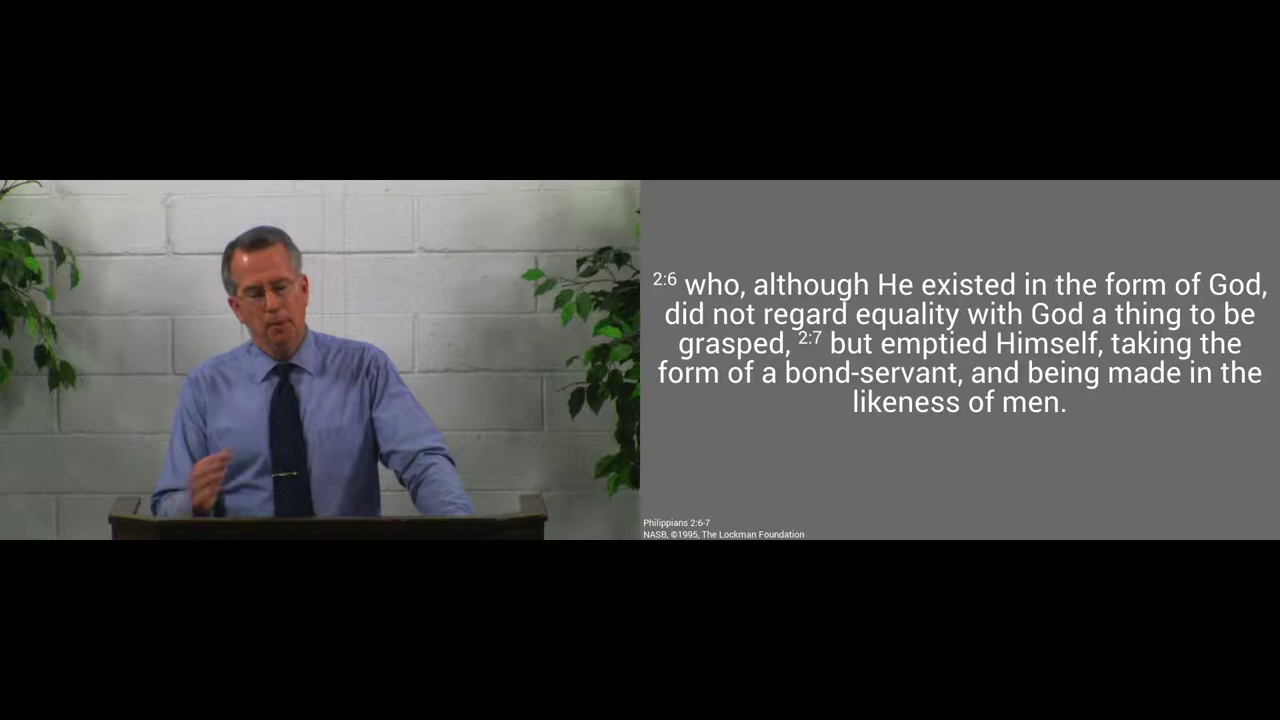 2:6 who, although He existed in the form of God,
did not regard equality with God a thing to be
grasped, 2:7 but emptied Himself, taking the
form of a bond-servant, and being made in the
likeness of men.
Philippians 2:6-7
NASB, ©1995, The Lockman Foundation